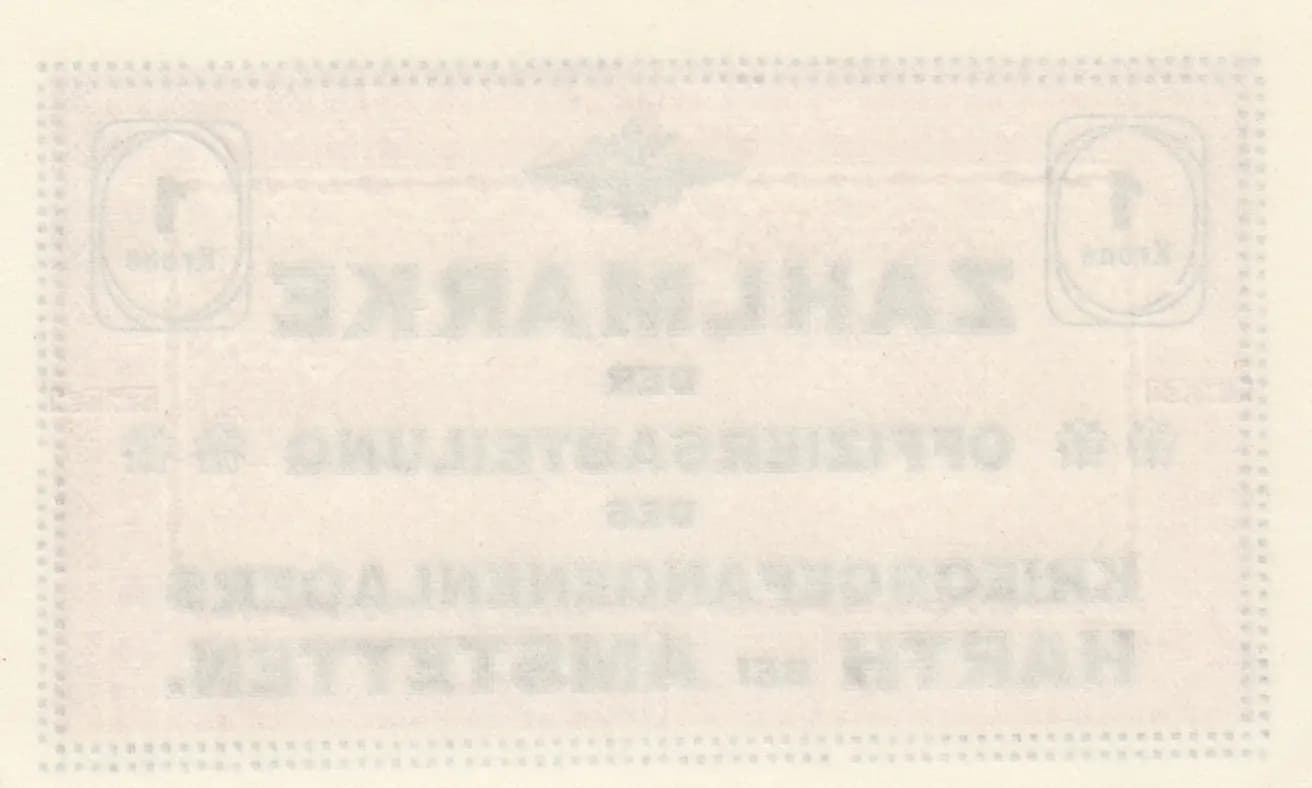 1 1
Krone Krone
ZAHLMARKE
DER
OFFIZIERSABTEILUNG
DES
KRIEGSGEFANGENENLAGERS
HARTH BEI AMSTETTEN.